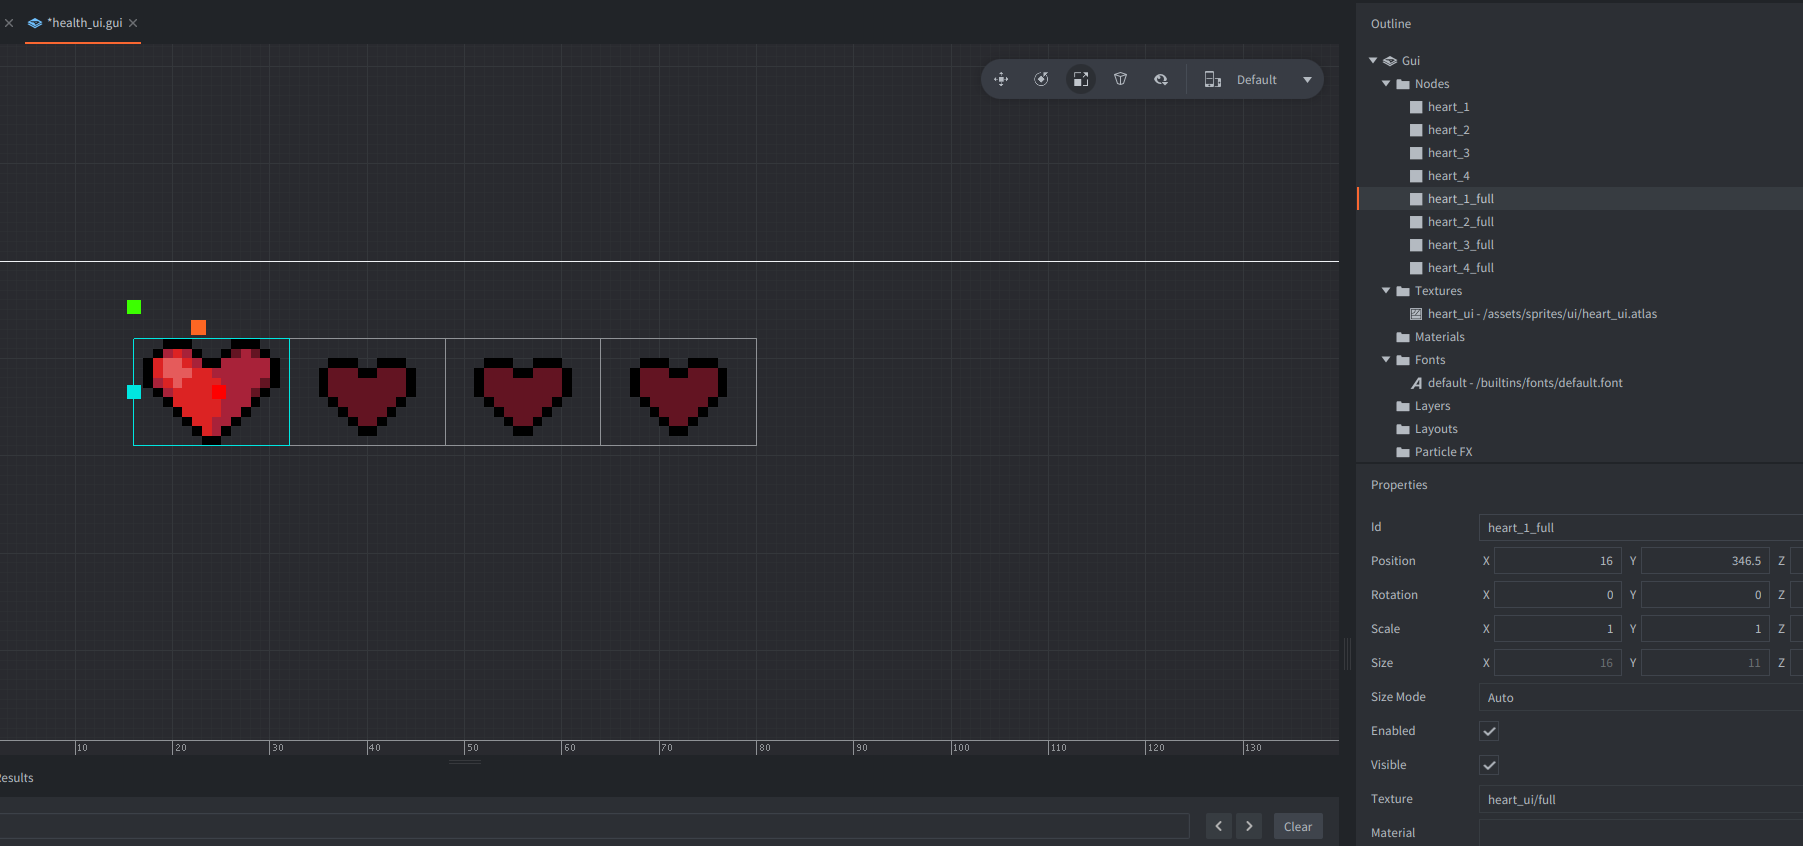 *health_ui.gui
Default
10 20 30 40 50 60 70 80 90 100 110 120 130
Results
Clear
Outline
Gui
Nodes
heart_1
heart_2
heart_3
heart_4
heart_1_full
heart_2_full
heart_3_full
heart_4_full
Textures
heart_ui - /assets/sprites/ui/heart_ui.atlas
Materials
Fonts
default - /builtins/fonts/default.font
Layers
Layouts
Particle FX
Properties
Id heart_1_full
Position X 16 Y 346.5 Z
Rotation X 0 Y 0 Z
Scale X 1 Y 1 Z
Size X 16 Y 11 Z
Size Mode Auto
Enabled
Visible
Texture heart_ui/full
Material